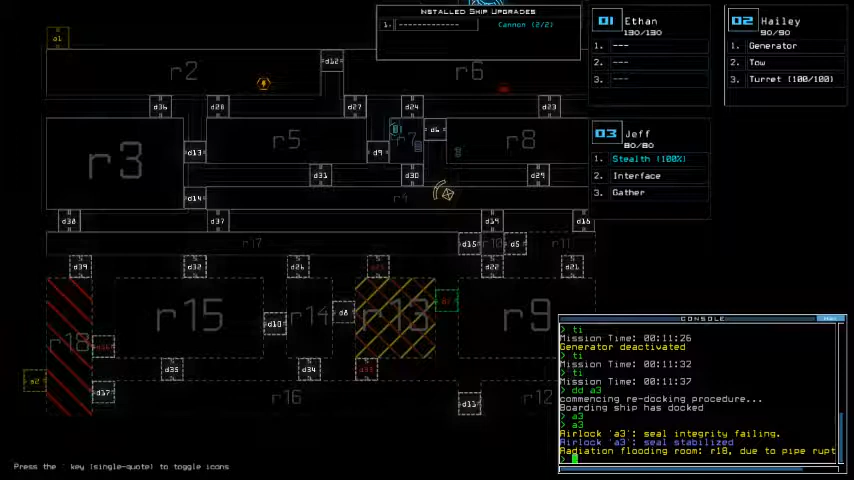 INSTALLED SHIP UPGRADES
1. -------------
Cannon (2/2)
01 Ethan
130/130
1. ---
2. ---
3. ---
02 Hailey
90/90
1. Generator
2. Tow
3. Turret (100/100)
03 Jeff
80/80
1. Stealth (100%)
2. Interface
3. Gather
a1
r2
d12
r6
d36
d28
d27
d24
d23
r3
r5
01
r7
d6
r8
d13
d9
d31
d30
d29
d14
d38
d37
d19
r17
d15
r10
d5
r11
d39
d32
d26
d22
d21
r18
r15
r14
r13
r9
d10
d8
a2
d35
d34
d33
d17
r16
d11
r12
CONSOLE
> ti
Mission Time: 00:11:26
Generator deactivated
> ti
Mission Time: 00:11:32
> ti
Mission Time: 00:11:37
> dd a3
commencing re-docking procedure...
Boarding ship has docked
> a3
> a3
Airlock 'a3': seal integrity failing.
Airlock 'a3': seal stabilized
Radiation flooding room: r18, due to pipe rupt
>
Press the ` key (single-quote) to toggle icons